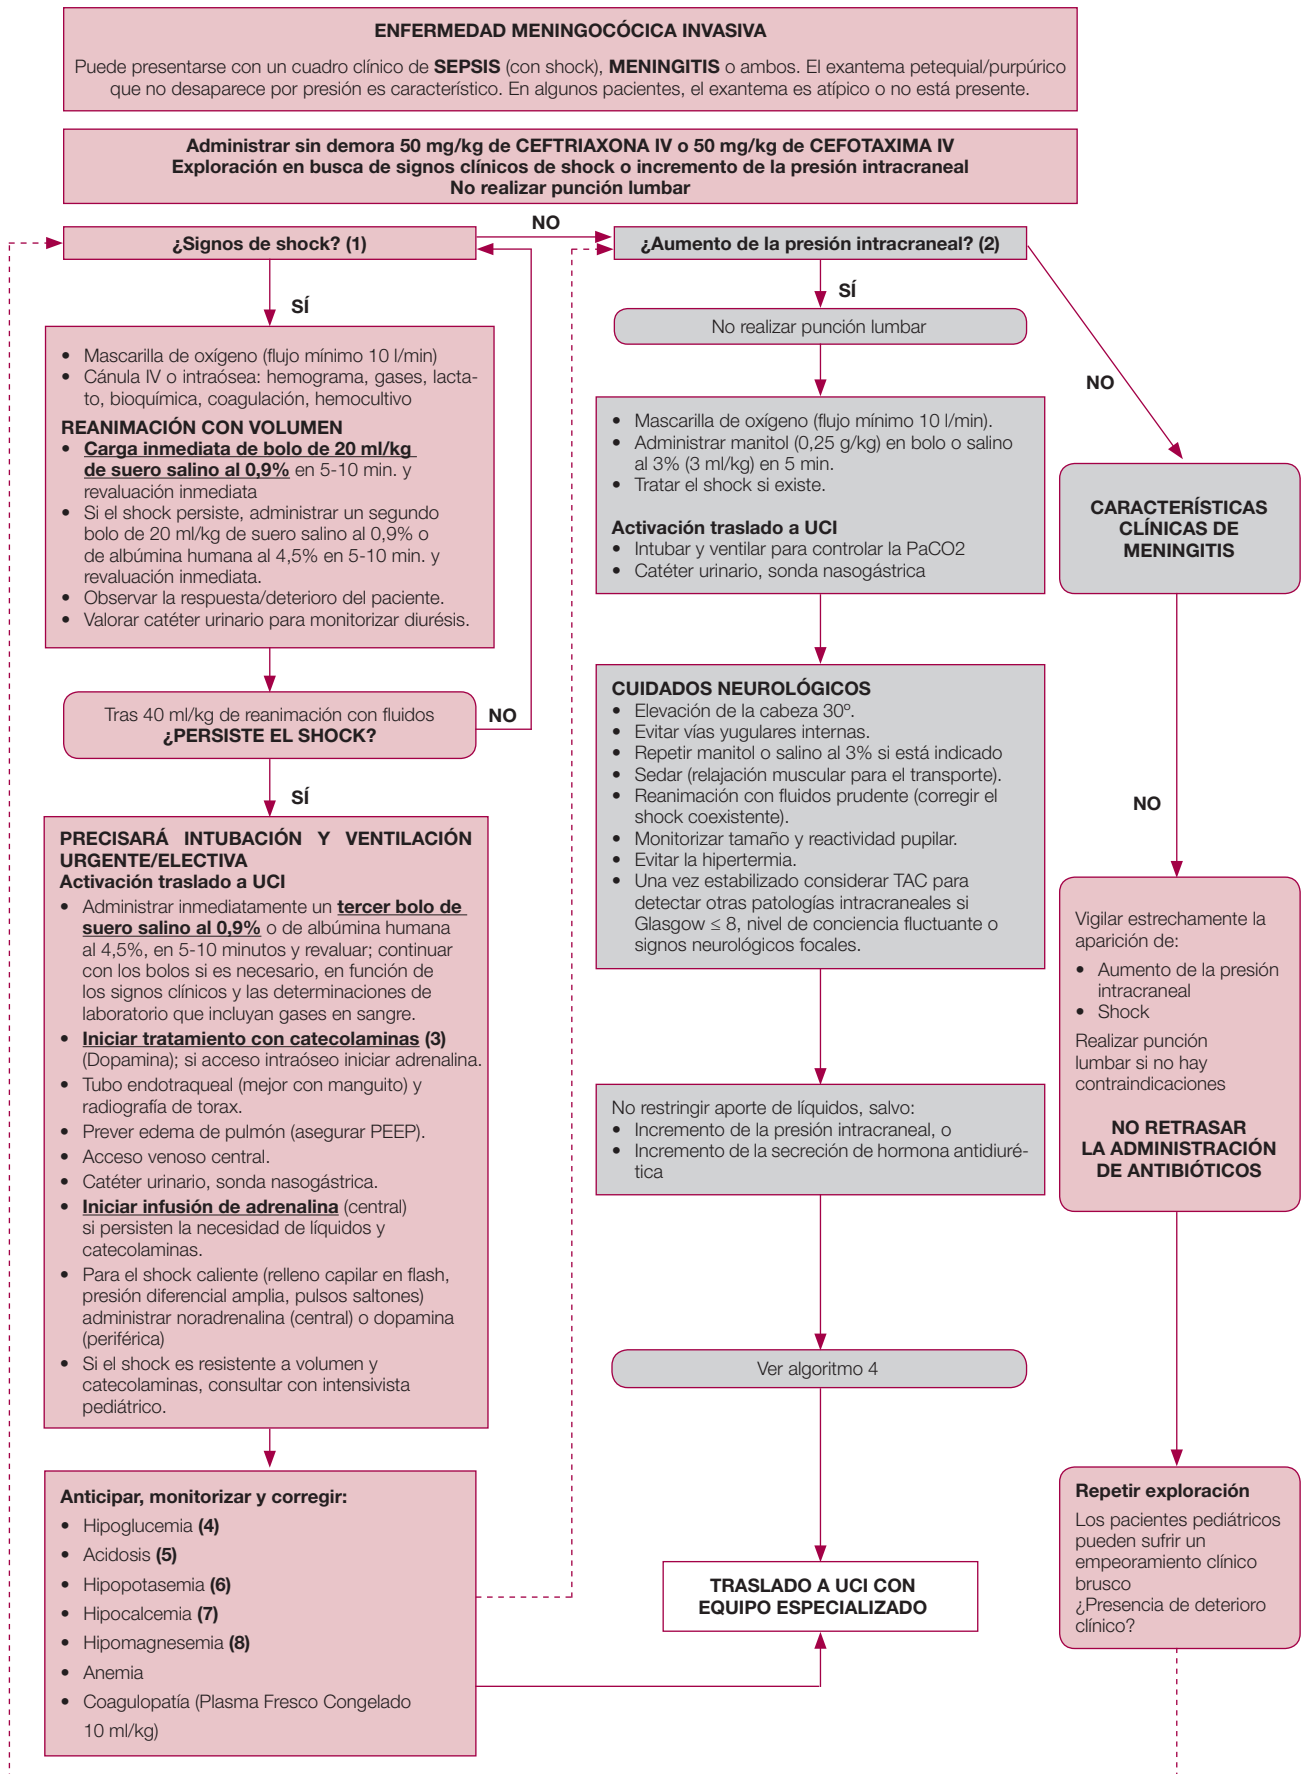 ENFERMEDAD MENINGOCÓCICA INVASIVA
Puede presentarse con un cuadro clínico de SEPSIS (con shock), MENINGITIS o ambos. El exantema petequial/purpúrico
que no desaparece por presión es característico. En algunos pacientes, el exantema es atípico o no está presente.
Administrar sin demora 50 mg/kg de CEFTRIAXONA IV o 50 mg/kg de CEFOTAXIMA IV
Exploración en busca de signos clínicos de shock o incremento de la presión intracraneal
No realizar punción lumbar
¿Signos de shock? (1)
NO
¿Aumento de la presión intracraneal? (2)
SÍ
• Mascarilla de oxígeno (flujo mínimo 10 l/min)
• Cánula IV o intraósea: hemograma, gases, lacta-
to, bioquímica, coagulación, hemocultivo
REANIMACIÓN CON VOLUMEN
• Carga inmediata de bolo de 20 ml/kg
de suero salino al 0,9% en 5-10 min. y
revaluación inmediata
• Si el shock persiste, administrar un segundo
bolo de 20 ml/kg de suero salino al 0,9% o
de albúmina humana al 4,5% en 5-10 min. y
revaluación inmediata.
• Observar la respuesta/deterioro del paciente.
• Valorar catéter urinario para monitorizar diurésis.
Tras 40 ml/kg de reanimación con fluidos
¿PERSISTE EL SHOCK?
NO
SÍ
PRECISARÁ INTUBACIÓN Y VENTILACIÓN
URGENTE/ELECTIVA
Activación traslado a UCI
• Administrar inmediatamente un tercer bolo de
suero salino al 0,9% o de albúmina humana
al 4,5%, en 5-10 minutos y revaluar; continuar
con los bolos si es necesario, en función de
los signos clínicos y las determinaciones de
laboratorio que incluyan gases en sangre.
• Iniciar tratamiento con catecolaminas (3)
(Dopamina); si acceso intraóseo iniciar adrenalina.
• Tubo endotraqueal (mejor con manguito) y
radiografía de torax.
• Prever edema de pulmón (asegurar PEEP).
• Acceso venoso central.
• Catéter urinario, sonda nasogástrica.
• Iniciar infusión de adrenalina (central)
si persisten la necesidad de líquidos y
catecolaminas.
• Para el shock caliente (relleno capilar en flash,
presión diferencial amplia, pulsos saltones)
administrar noradrenalina (central) o dopamina
(periférica)
• Si el shock es resistente a volumen y
catecolaminas, consultar con intensivista
pediátrico.
Anticipar, monitorizar y corregir:
• Hipoglucemia (4)
• Acidosis (5)
• Hipopotasemia (6)
• Hipocalcemia (7)
• Hipomagnesemia (8)
• Anemia
• Coagulopatía (Plasma Fresco Congelado
10 ml/kg)
SÍ
No realizar punción lumbar
• Mascarilla de oxígeno (flujo mínimo 10 l/min).
• Administrar manitol (0,25 g/kg) en bolo o salino
al 3% (3 ml/kg) en 5 min.
• Tratar el shock si existe.
Activación traslado a UCI
• Intubar y ventilar para controlar la PaCO2
• Catéter urinario, sonda nasogástrica
CUIDADOS NEUROLÓGICOS
• Elevación de la cabeza 30º.
• Evitar vías yugulares internas.
• Repetir manitol o salino al 3% si está indicado
• Sedar (relajación muscular para el transporte).
• Reanimación con fluidos prudente (corregir el
shock coexistente).
• Monitorizar tamaño y reactividad pupilar.
• Evitar la hipertermia.
• Una vez estabilizado considerar TAC para
detectar otras patologías intracraneales si
Glasgow ≤ 8, nivel de conciencia fluctuante o
signos neurológicos focales.
No restringir aporte de líquidos, salvo:
• Incremento de la presión intracraneal, o
• Incremento de la secreción de hormona antidiuré-
tica
Ver algoritmo 4
TRASLADO A UCI CON
EQUIPO ESPECIALIZADO
NO
CARACTERÍSTICAS
CLÍNICAS DE
MENINGITIS
NO
Vigilar estrechamente la
aparición de:
• Aumento de la presión
intracraneal
• Shock
Realizar punción
lumbar si no hay
contraindicaciones
NO RETRASAR
LA ADMINISTRACIÓN
DE ANTIBIÓTICOS
Repetir exploración
Los pacientes pediátricos
pueden sufrir un
empeoramiento clínico
brusco
¿Presencia de deterioro
clínico?